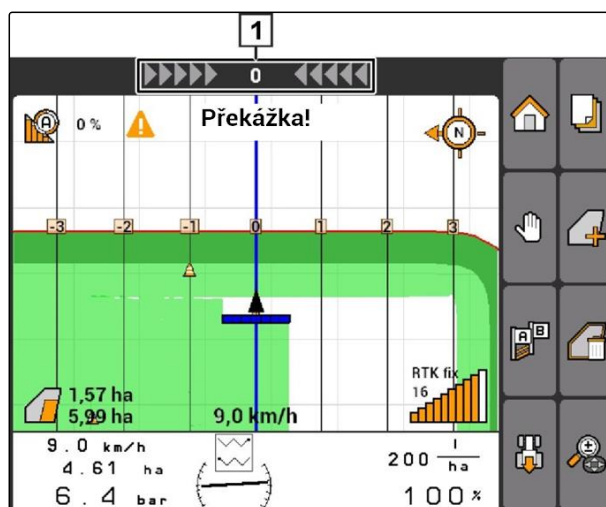 1
0
A 0 % Překážka! N
-3 -2 -1 0 1 2 3
A B
RTK fix
16
1,57 ha
5,99 ha 9,0 km/h
9.0 km/h
4.61 ha
6.4 bar
200 l/ha
100 %